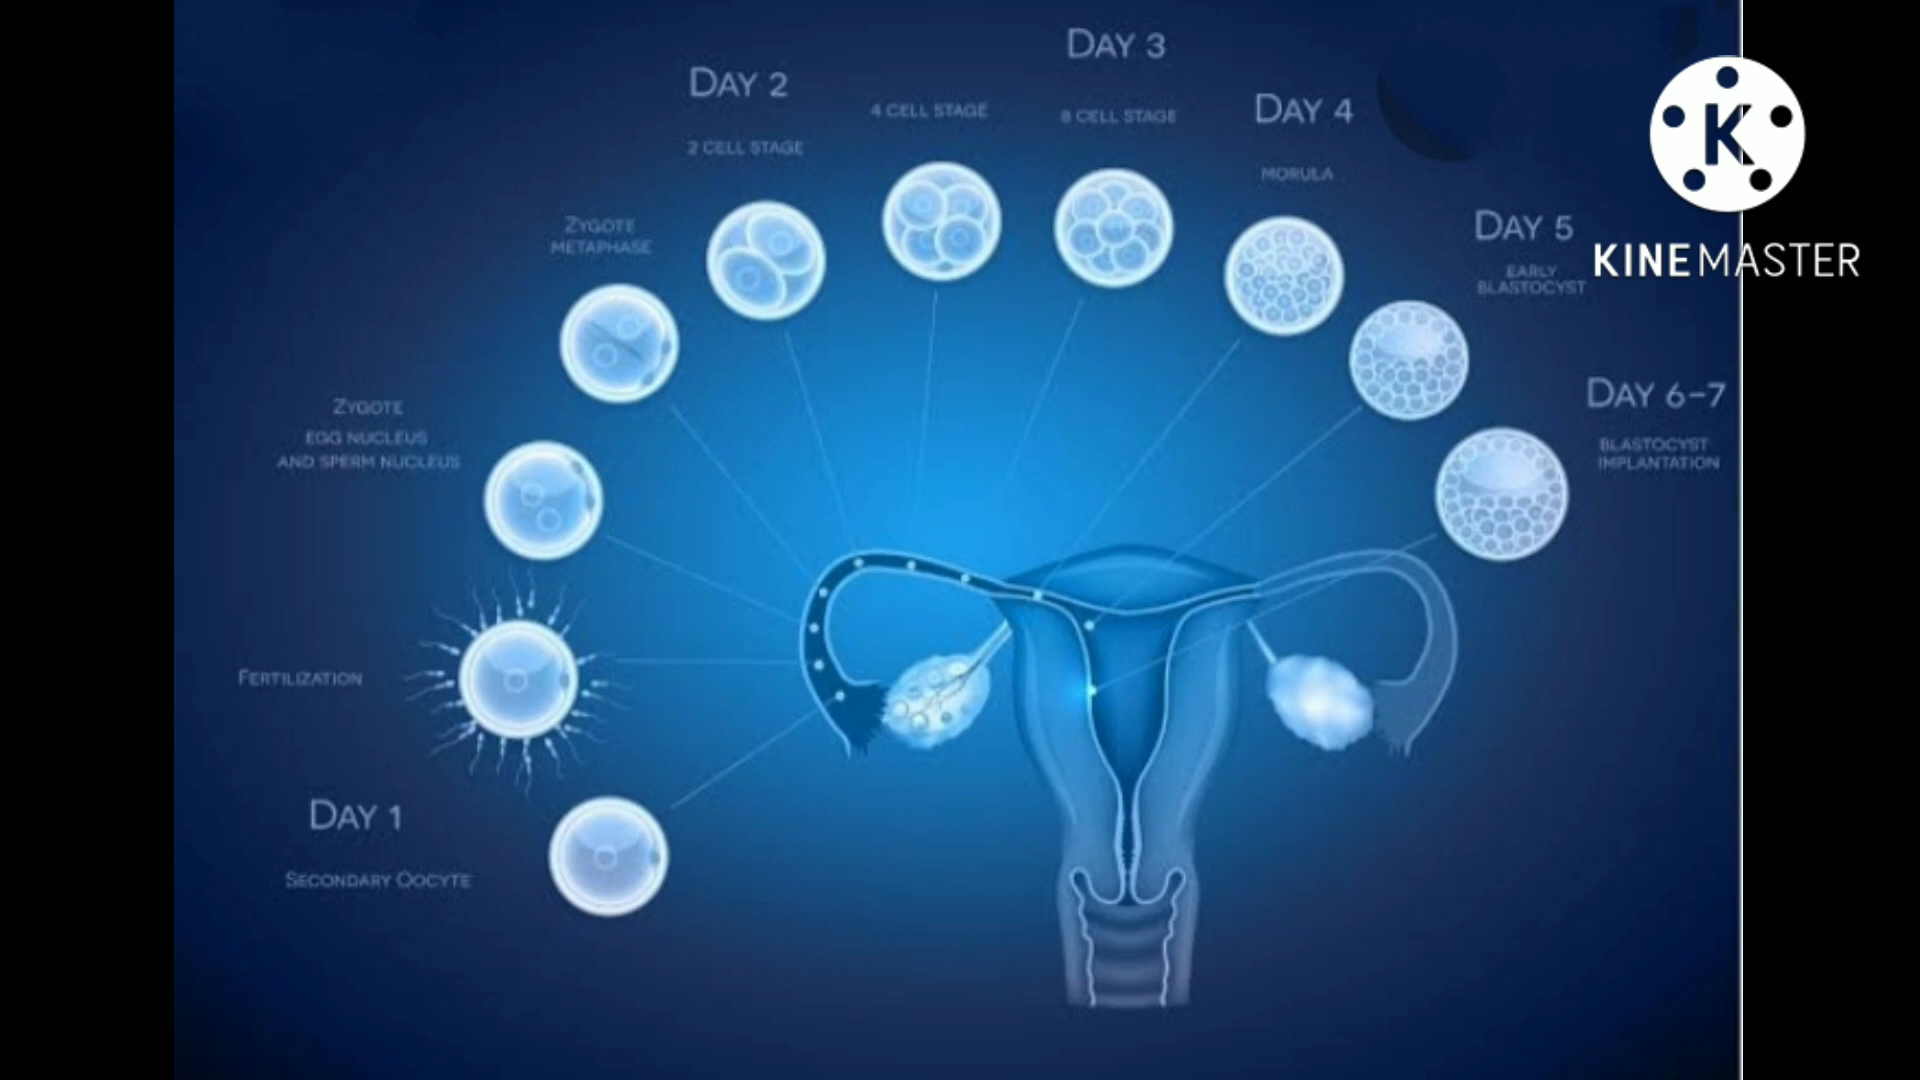 DAY 3
DAY 2
4 CELL STAGE
8 CELL STAGE
DAY 4
2 CELL STAGE
MORULA
ZYGOTE
METAPHASE
DAY 5
EARLY
BLASTOCYST
K
KINEMASTER
DAY 6-7
BLASTOCYST
IMPLANTATION
ZYGOTE
EGG NUCLEUS
AND SPERM NUCLEUS
FERTILIZATION
DAY 1
SECONDARY OOCYTE